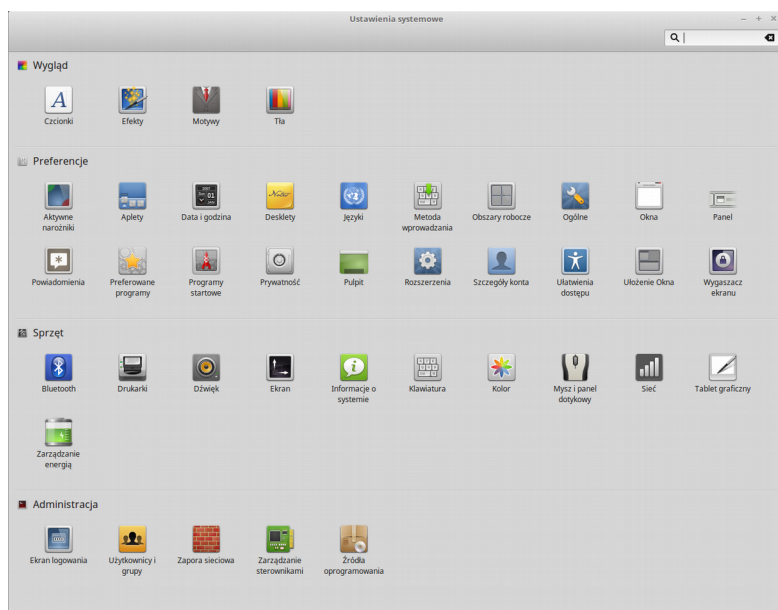 Ustawienia systemowe
Wygląd
Czcionki
Efekty
Motywy
Tła
Preferencje
Aktywne
narożniki
Aplety
Data i godzina
Desklety
Języki
Metoda
wprowadzania
Obszary robocze
Ogólne
Okna
Panel
Powiadomienia
Preferowane
programy
Programy
startowe
Prywatność
Pulpit
Rozszerzenia
Szczegóły konta
Ułatwienia
dostępu
Ułożenie Okna
Wygaszacz
ekranu
Sprzęt
Bluetooth
Drukarki
Dźwięk
Ekran
Informacje o
systemie
Klawiatura
Kolor
Mysz i panel
dotykowy
Sieć
Tablet graficzny
Zarządzanie
energią
Administracja
Ekran logowania
Użytkownicy i
grupy
Zapora sieciowa
Zarządzanie
sterownikami
Źródła
oprogramowania